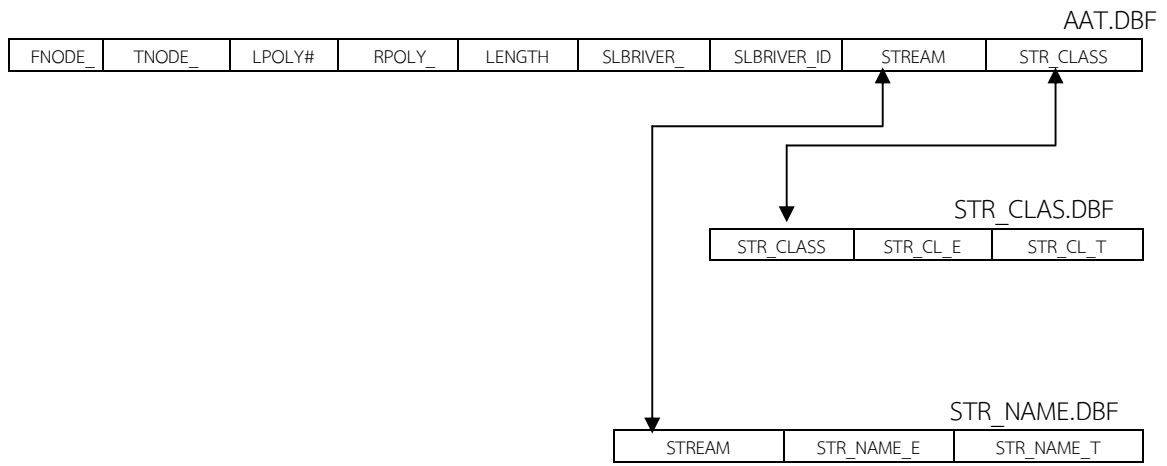 AAT.DBF
FNODE_ TNODE_ LPOLY# RPOLY_ LENGTH SLBRIVER_ SLBRIVER_ID STREAM STR_CLASS
STR_CLAS.DBF
STR_CLASS STR_CL_E STR_CL_T
STR_NAME.DBF
STREAM STR_NAME_E STR_NAME_T